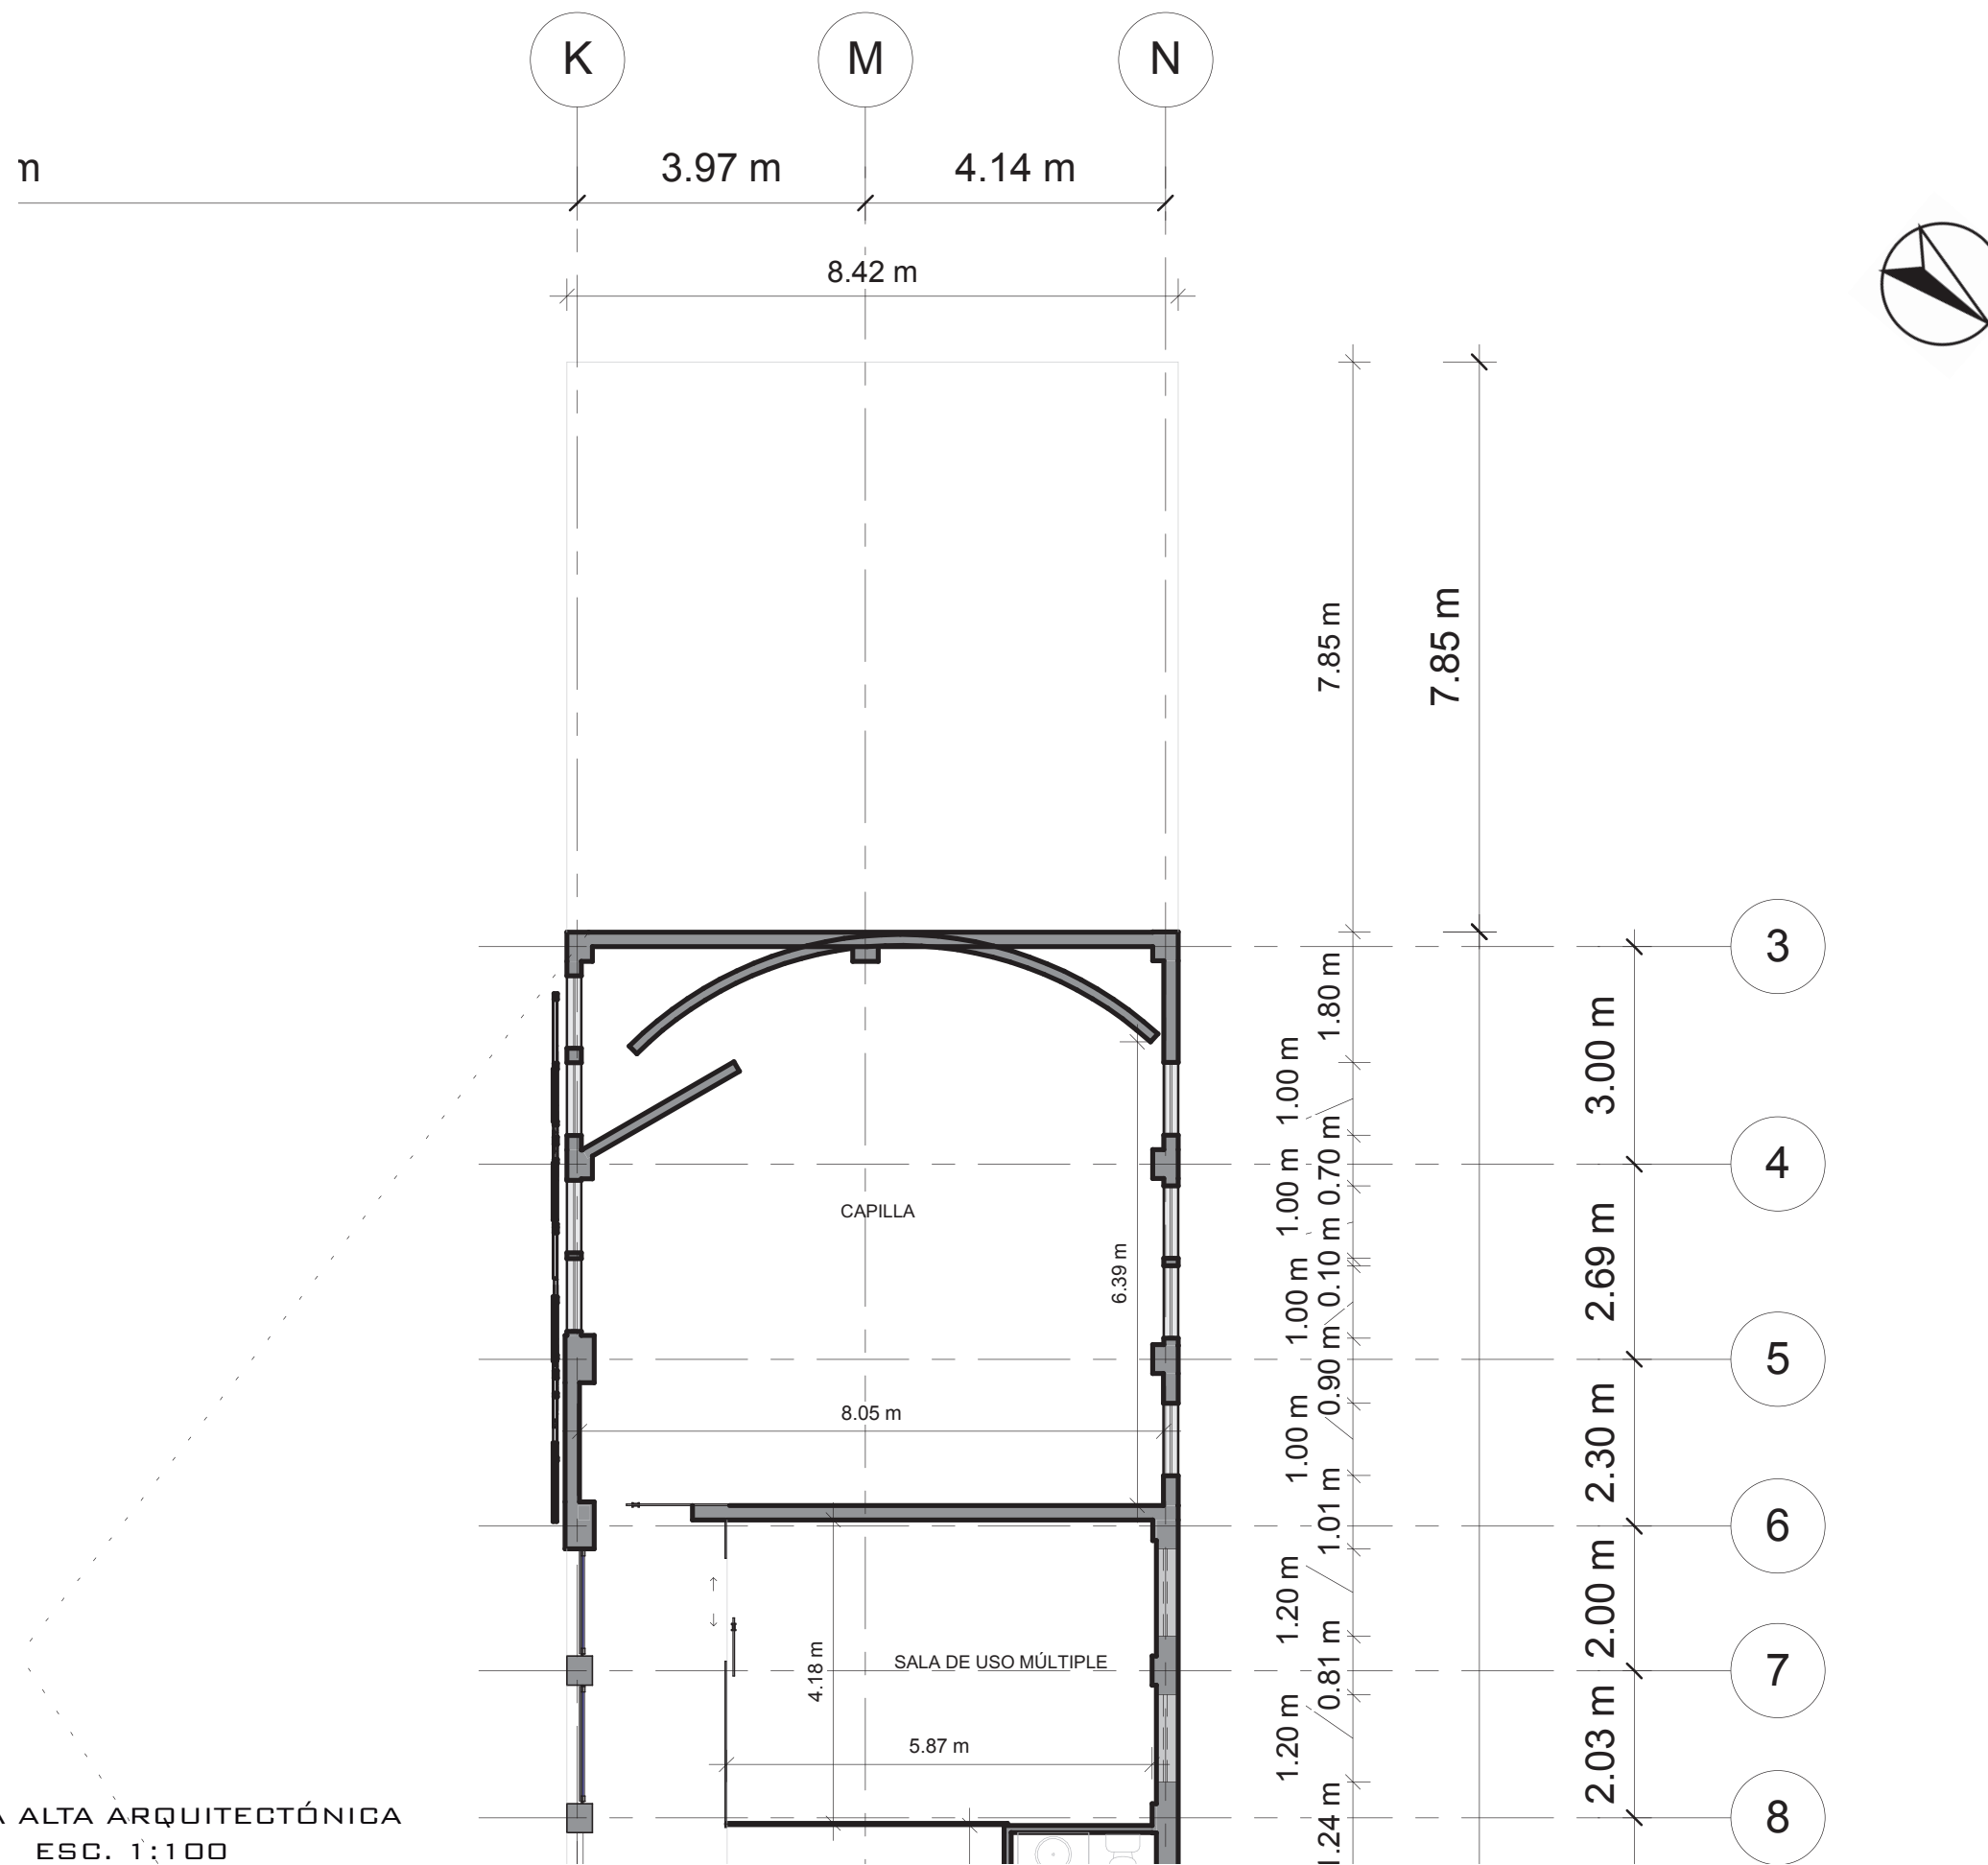 K
M
N
m
3.97 m
4.14 m
8.42 m
7.85 m
7.85 m
3
1.80 m
3.00 m
1.00 m
0.70 m
4
1.00 m
CAPILLA
0.10 m
6.39 m
2.69 m
1.00 m
5
0.90 m
8.05 m
1.00 m
2.30 m
1.01 m
6
1.20 m
2.00 m
4.18 m
SALA DE USO MÚLTIPLE
0.81 m
7
5.87 m
1.20 m
2.03 m
A ALTA ARQUITECTÓNICA
ESC. 1:100
1.24 m
8